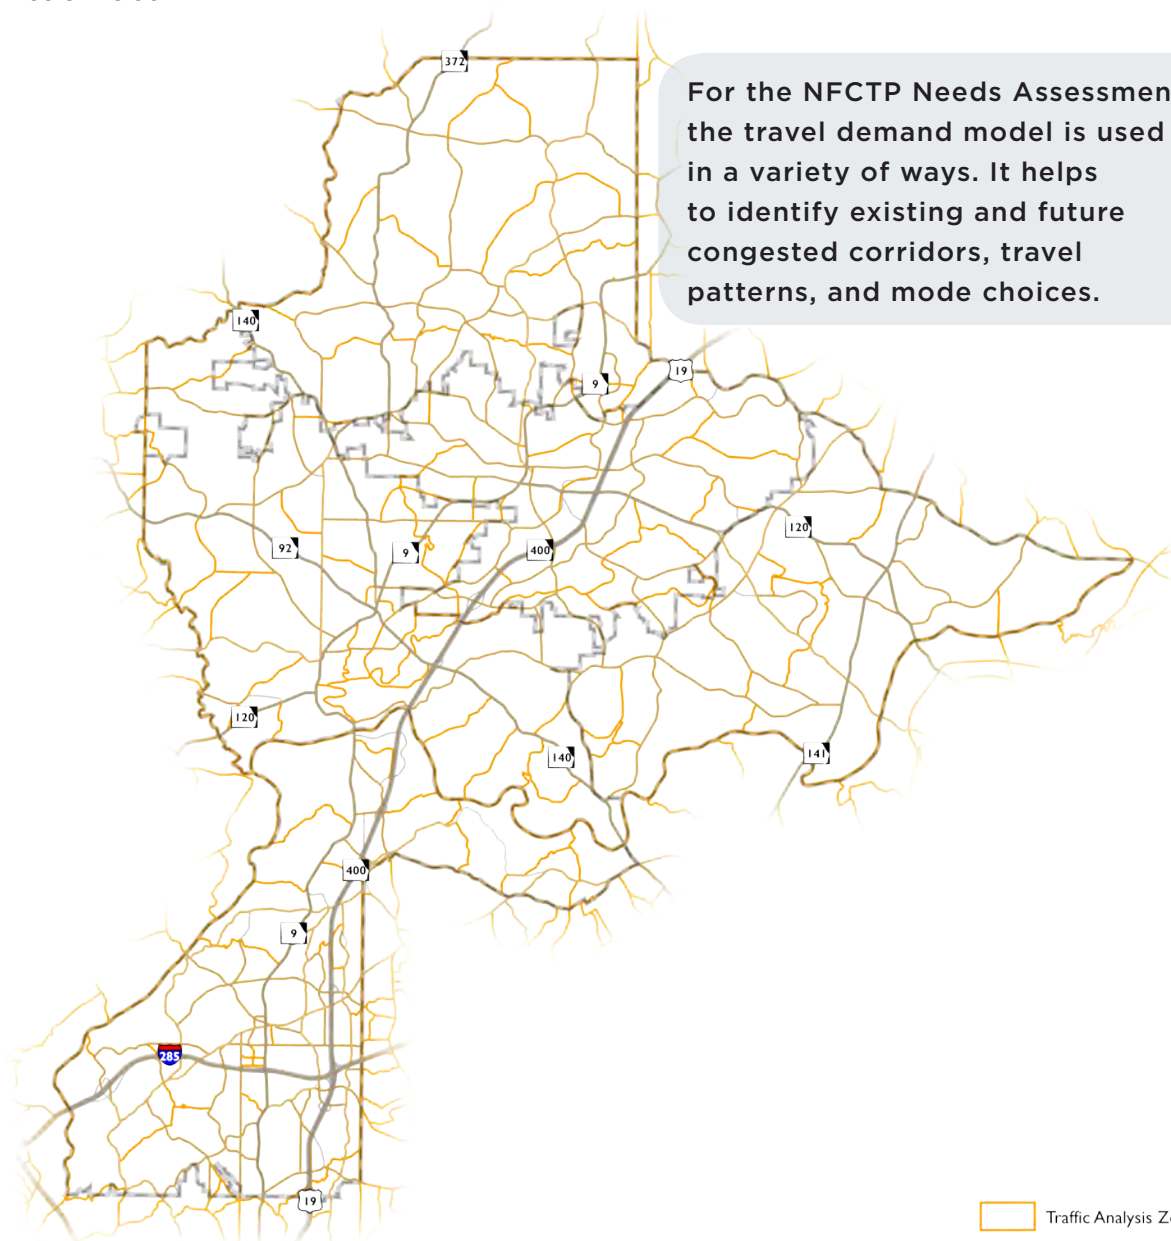 372
For the NFCTP Needs Assessmen
the travel demand model is used
in a variety of ways. It helps
to identify existing and future
congested corridors, travel
patterns, and mode choices.
140
19
9
120
92
9
400
120
140
141
400
9
285
19
Traffic Analysis Z